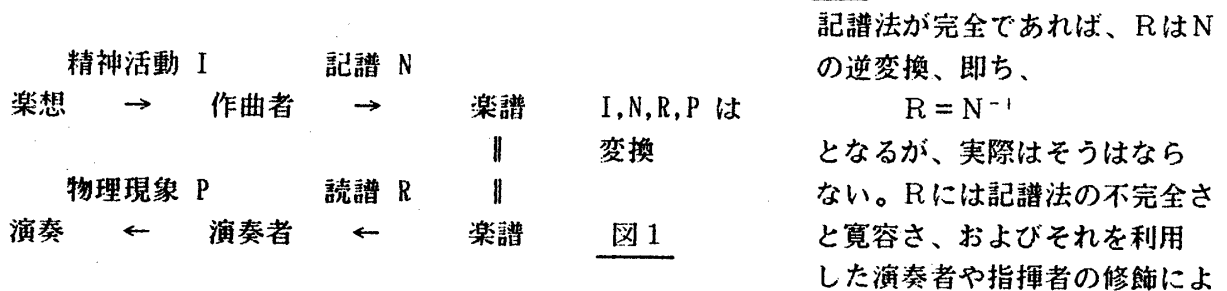 精神活動 I 記譜 N
楽想 → 作曲者 → 楽譜 I,N,R,P は
‖ 変換
物理現象 P 読譜 R ‖
演奏 ← 演奏者 ← 楽譜 図1
記譜法が完全であれば、RはN
の逆変換、即ち、
R=N⁻¹
となるが、実際はそうはなら
ない。Rには記譜法の不完全さ
と寛容さ、およびそれを利用
した演奏者や指揮者の修飾によ